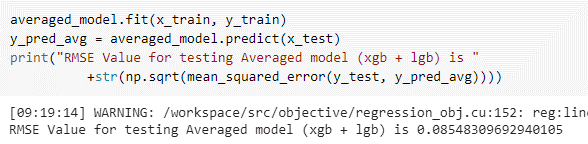 averaged_model.fit(x_train, y_train)
y_pred_avg = averaged_model.predict(x_test)
print("RMSE Value for testing Averaged model (xgb + lgb) is "
+str(np.sqrt(mean_squared_error(y_test, y_pred_avg))))
[09:19:14] WARNING: /workspace/src/objective/regression_obj.cu:152: reg:lin
RMSE Value for testing Averaged model (xgb + lgb) is 0.08548309692940105